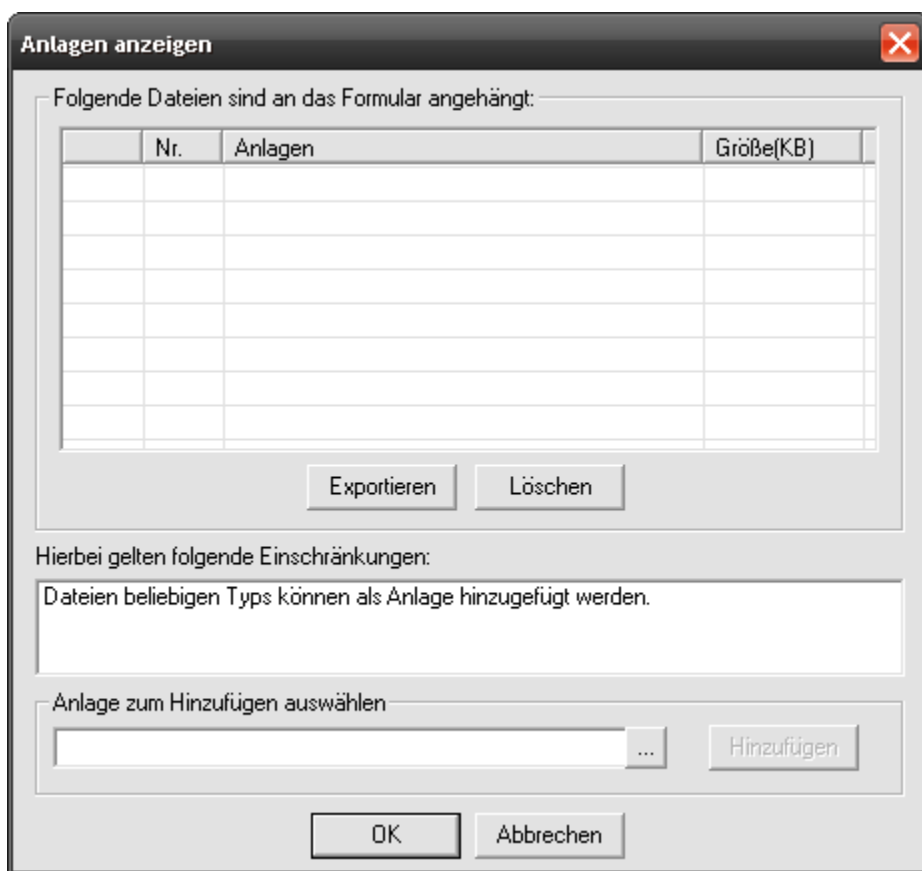 Anlagen anzeigen
Folgende Dateien sind an das Formular angehängt:
Nr. Anlagen Größe(KB)
Exportieren Löschen
Hierbei gelten folgende Einschränkungen:
Dateien beliebigen Typs können als Anlage hinzugefügt werden.
Anlage zum Hinzufügen auswählen
... Hinzufügen
OK Abbrechen